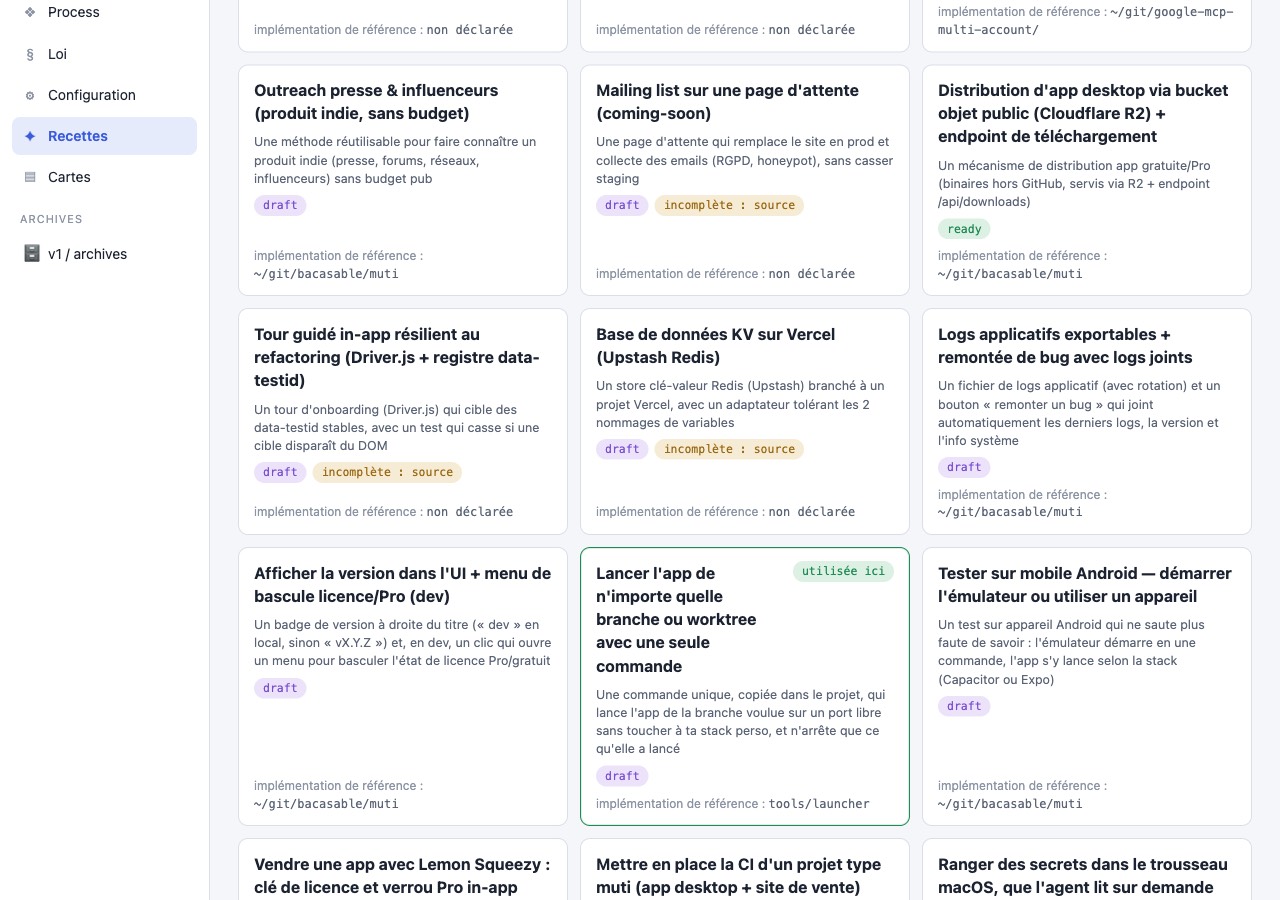 Process
Loi
Configuration
Recettes
Cartes
ARCHIVES
v1 / archives
implémentation de référence : non déclarée
implémentation de référence : non déclarée
implémentation de référence : ~/git/google-mcp-
multi-account/
Outreach presse & influenceurs
(produit indie, sans budget)
Une méthode réutilisable pour faire connaître un
produit indie (presse, forums, réseaux,
influenceurs) sans budget pub
draft
implémentation de référence :
~/git/bacasable/muti
Mailing list sur une page d'attente
(coming-soon)
Une page d'attente qui remplace le site en prod et
collecte des emails (RGPD, honeypot), sans casser
staging
draft incomplète : source
implémentation de référence : non déclarée
Distribution d'app desktop via bucket
objet public (Cloudflare R2) +
endpoint de téléchargement
Un mécanisme de distribution app gratuite/Pro
(binaires hors GitHub, servis via R2 + endpoint
/api/downloads)
ready
implémentation de référence :
~/git/bacasable/muti
Tour guidé in-app résilient au
refactoring (Driver.js + registre data-
testid)
Un tour d'onboarding (Driver.js) qui cible des
data-testid stables, avec un test qui casse si une
cible disparaît du DOM
draft incomplète : source
implémentation de référence : non déclarée
Base de données KV sur Vercel
(Upstash Redis)
Un store clé-valeur Redis (Upstash) branché à un
projet Vercel, avec un adaptateur tolérant les 2
nommages de variables
draft incomplète : source
implémentation de référence : non déclarée
Logs applicatifs exportables +
remontée de bug avec logs joints
Un fichier de logs applicatif (avec rotation) et un
bouton « remonter un bug » qui joint
automatiquement les derniers logs, la version et
l'info système
draft
implémentation de référence :
~/git/bacasable/muti
Afficher la version dans l'UI + menu de
bascule licence/Pro (dev)
Un badge de version à droite du titre (« dev » en
local, sinon « vX.Y.Z ») et, en dev, un clic qui ouvre
un menu pour basculer l'état de licence Pro/gratuit
draft
implémentation de référence :
~/git/bacasable/muti
Lancer l'app de
n'importe quelle
branche ou worktree
avec une seule
commande
utilisée ici
Une commande unique, copiée dans le projet, qui
lance l'app de la branche voulue sur un port libre
sans toucher à ta stack perso, et n'arrête que ce
qu'elle a lancé
draft
implémentation de référence : tools/launcher
Tester sur mobile Android — démarrer
l'émulateur ou utiliser un appareil
Un test sur appareil Android qui ne saute plus
faute de savoir : l'émulateur démarre en une
commande, l'app s'y lance selon la stack
(Capacitor ou Expo)
draft
implémentation de référence :
~/git/bacasable/muti
Vendre une app avec Lemon Squeezy :
clé de licence et verrou Pro in-app
Mettre en place la CI d'un projet type
muti (app desktop + site de vente)
Ranger des secrets dans le trousseau
macOS, que l'agent lit sur demande